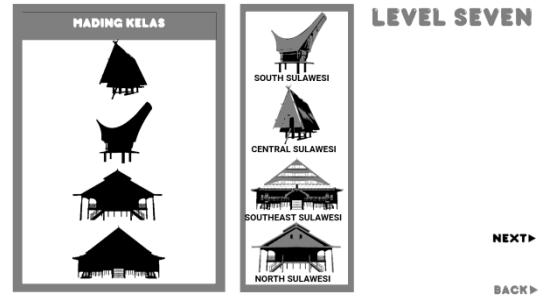 MADING KELAS
SOUTH SULAWESI
CENTRAL SULAWESI
SOUTHEAST SULAWESI
NORTH SULAWESI
LEVEL SEVEN
NEXT
BACK